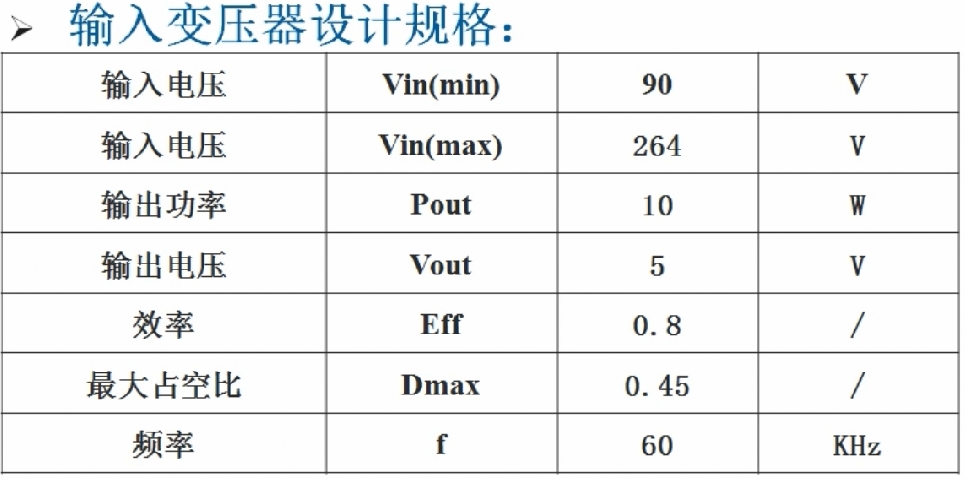 输入变压器设计规格：
输入电压 Vin(min) 90 V
输入电压 Vin(max) 264 V
输出功率 Pout 10 W
输出电压 Vout 5 V
效率 Eff 0.8 /
最大占空比 Dmax 0.45 /
频率 f 60 KHz